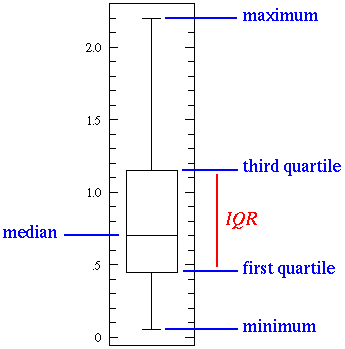 maximum
2.0
1.5
third quartile
1.0
IQR
median
.5
first quartile
minimum
0